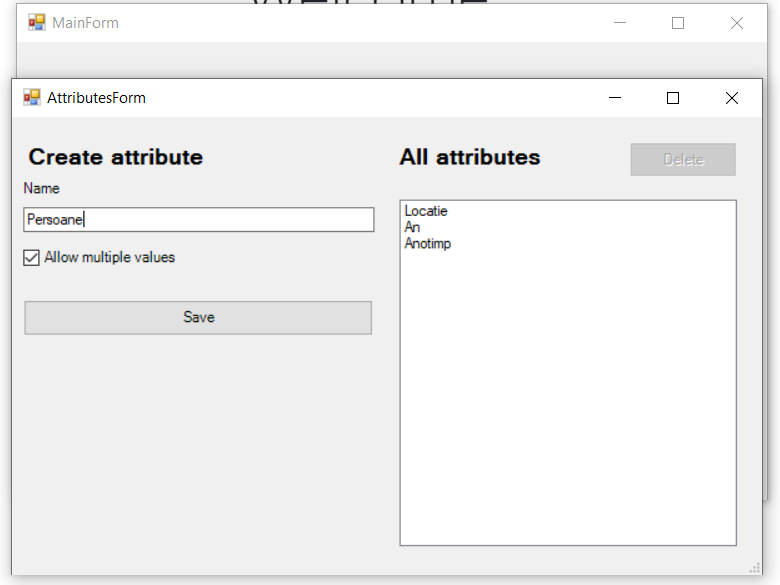 MainForm
AttributesForm
Create attribute
Name
Persoane
Allow multiple values
Save
All attributes
Delete
Locatie
An
Anotimp